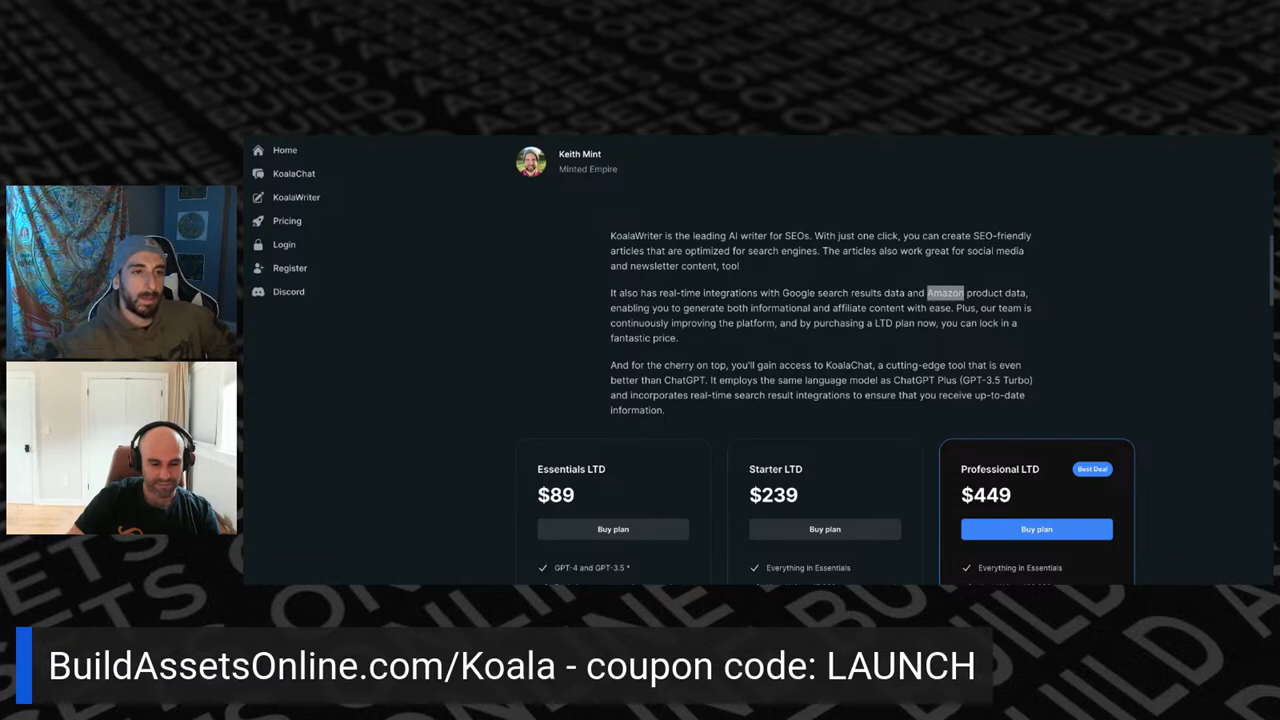 Home
KoalaChat
KoalaWriter
Pricing
Login
Register
Discord
Keith Mint
Minted Empire
KoalaWriter is the leading AI writer for SEOs. With just one click, you can create SEO-friendly
articles that are optimized for search engines. The articles also work great for social media
and newsletter content, too!
It also has real-time integrations with Google search results data and Amazon product data,
enabling you to generate both informational and affiliate content with ease. Plus, our team is
continuously improving the platform, and by purchasing a LTD plan now, you can lock in a
fantastic price.
And for the cherry on top, you'll gain access to KoalaChat, a cutting-edge tool that is even
better than ChatGPT. It employs the same language model as ChatGPT Plus (GPT-3.5 Turbo)
and incorporates real-time search result integrations to ensure that you receive up-to-date
information.
Essentials LTD
$89
Buy plan
GPT-4 and GPT-3.5 *
Starter LTD
$239
Buy plan
Everything in Essentials
Professional LTD
Best Deal
$449
Buy plan
Everything in Essentials
BuildAssetsOnline.com/Koala - coupon code: LAUNCH